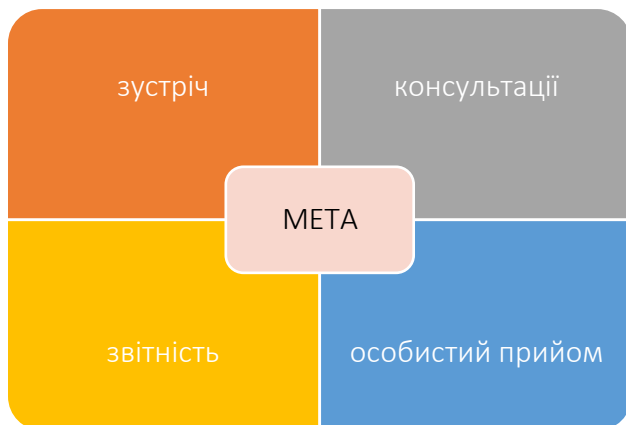 зустріч
консультації
МЕТА
звітність
особистий прийом